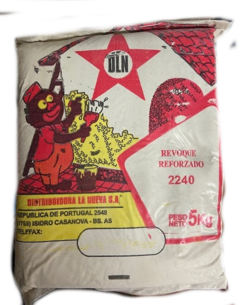 DLN
REVOQUE
REFORZADO
2240
DISTRIBUIDORA LA NUEVA S.A.
REPUBLICA DE PORTUGAL 2548
(1765) ISIDRO CASANOVA - BS. AS
TELEFAX:
PESO
NETO
5Kg